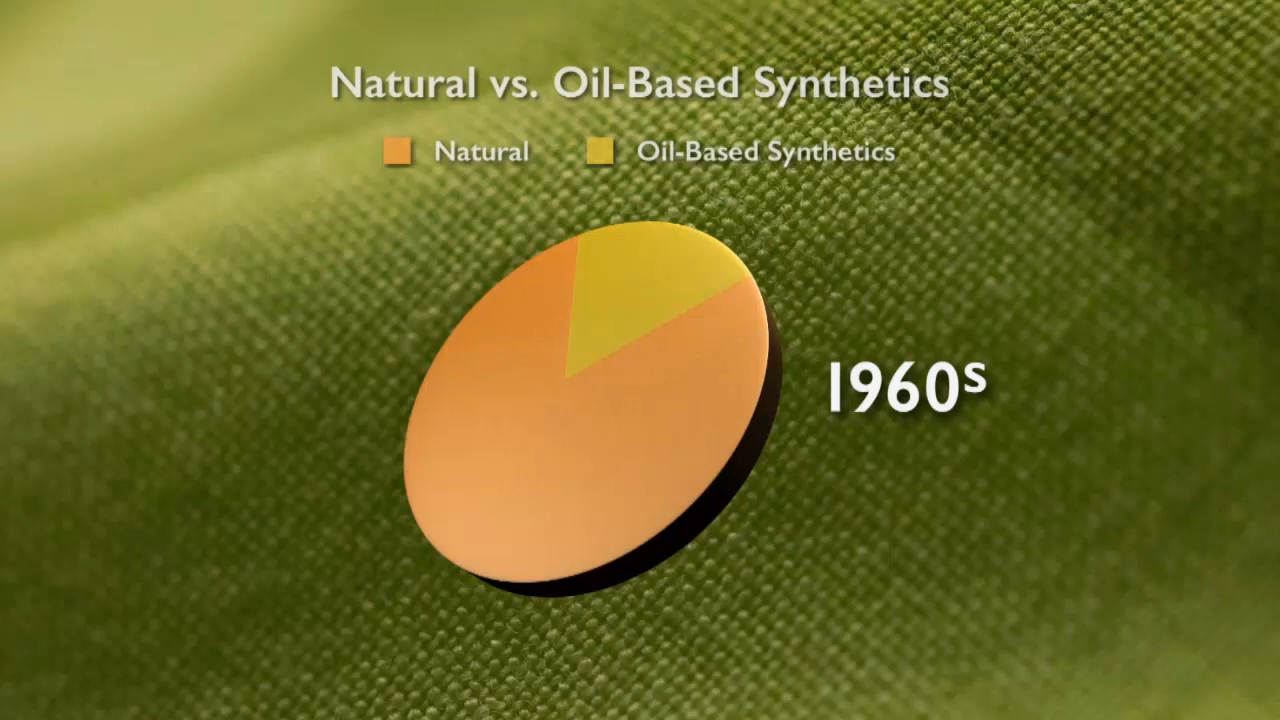 Natural vs. Oil-Based Synthetics
Natural Oil-Based Synthetics
1960s